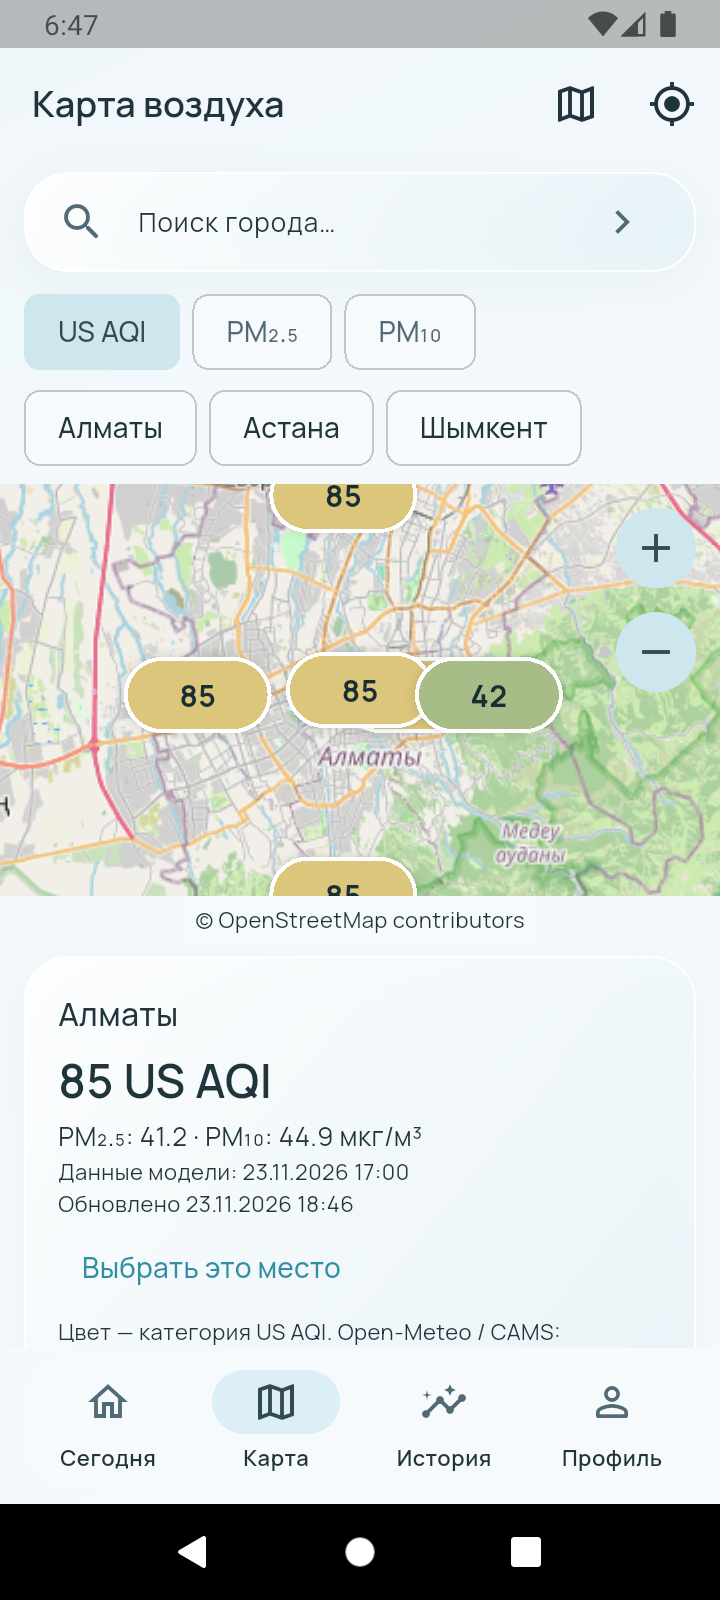 6:47
Карта воздуха
Поиск города…
US AQI PM₂.₅ PM₁₀
Алматы Астана Шымкент
85
85 85 42
Алматы
Медеу
ауданы
85
© OpenStreetMap contributors
Алматы
85 US AQI
PM₂.₅: 41.2 · PM₁₀: 44.9 мкг/м³
Данные модели: 23.11.2026 17:00
Обновлено 23.11.2026 18:46
Выбрать это место
Цвет — категория US AQI. Open-Meteo / CAMS:
Сегодня Карта История Профиль